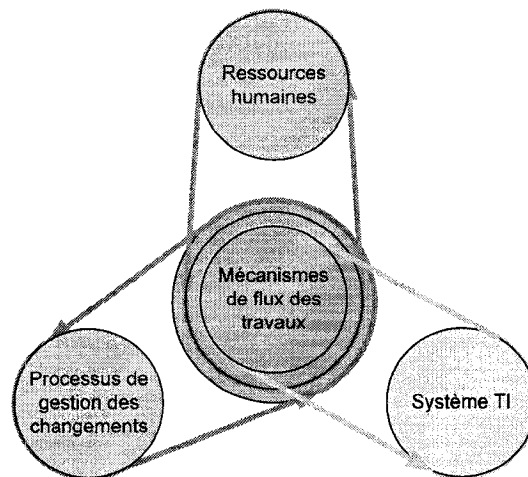 Ressources
humaines
Mécanismes
de flux des
travaux
Processus de
gestion des
changements
Système TI